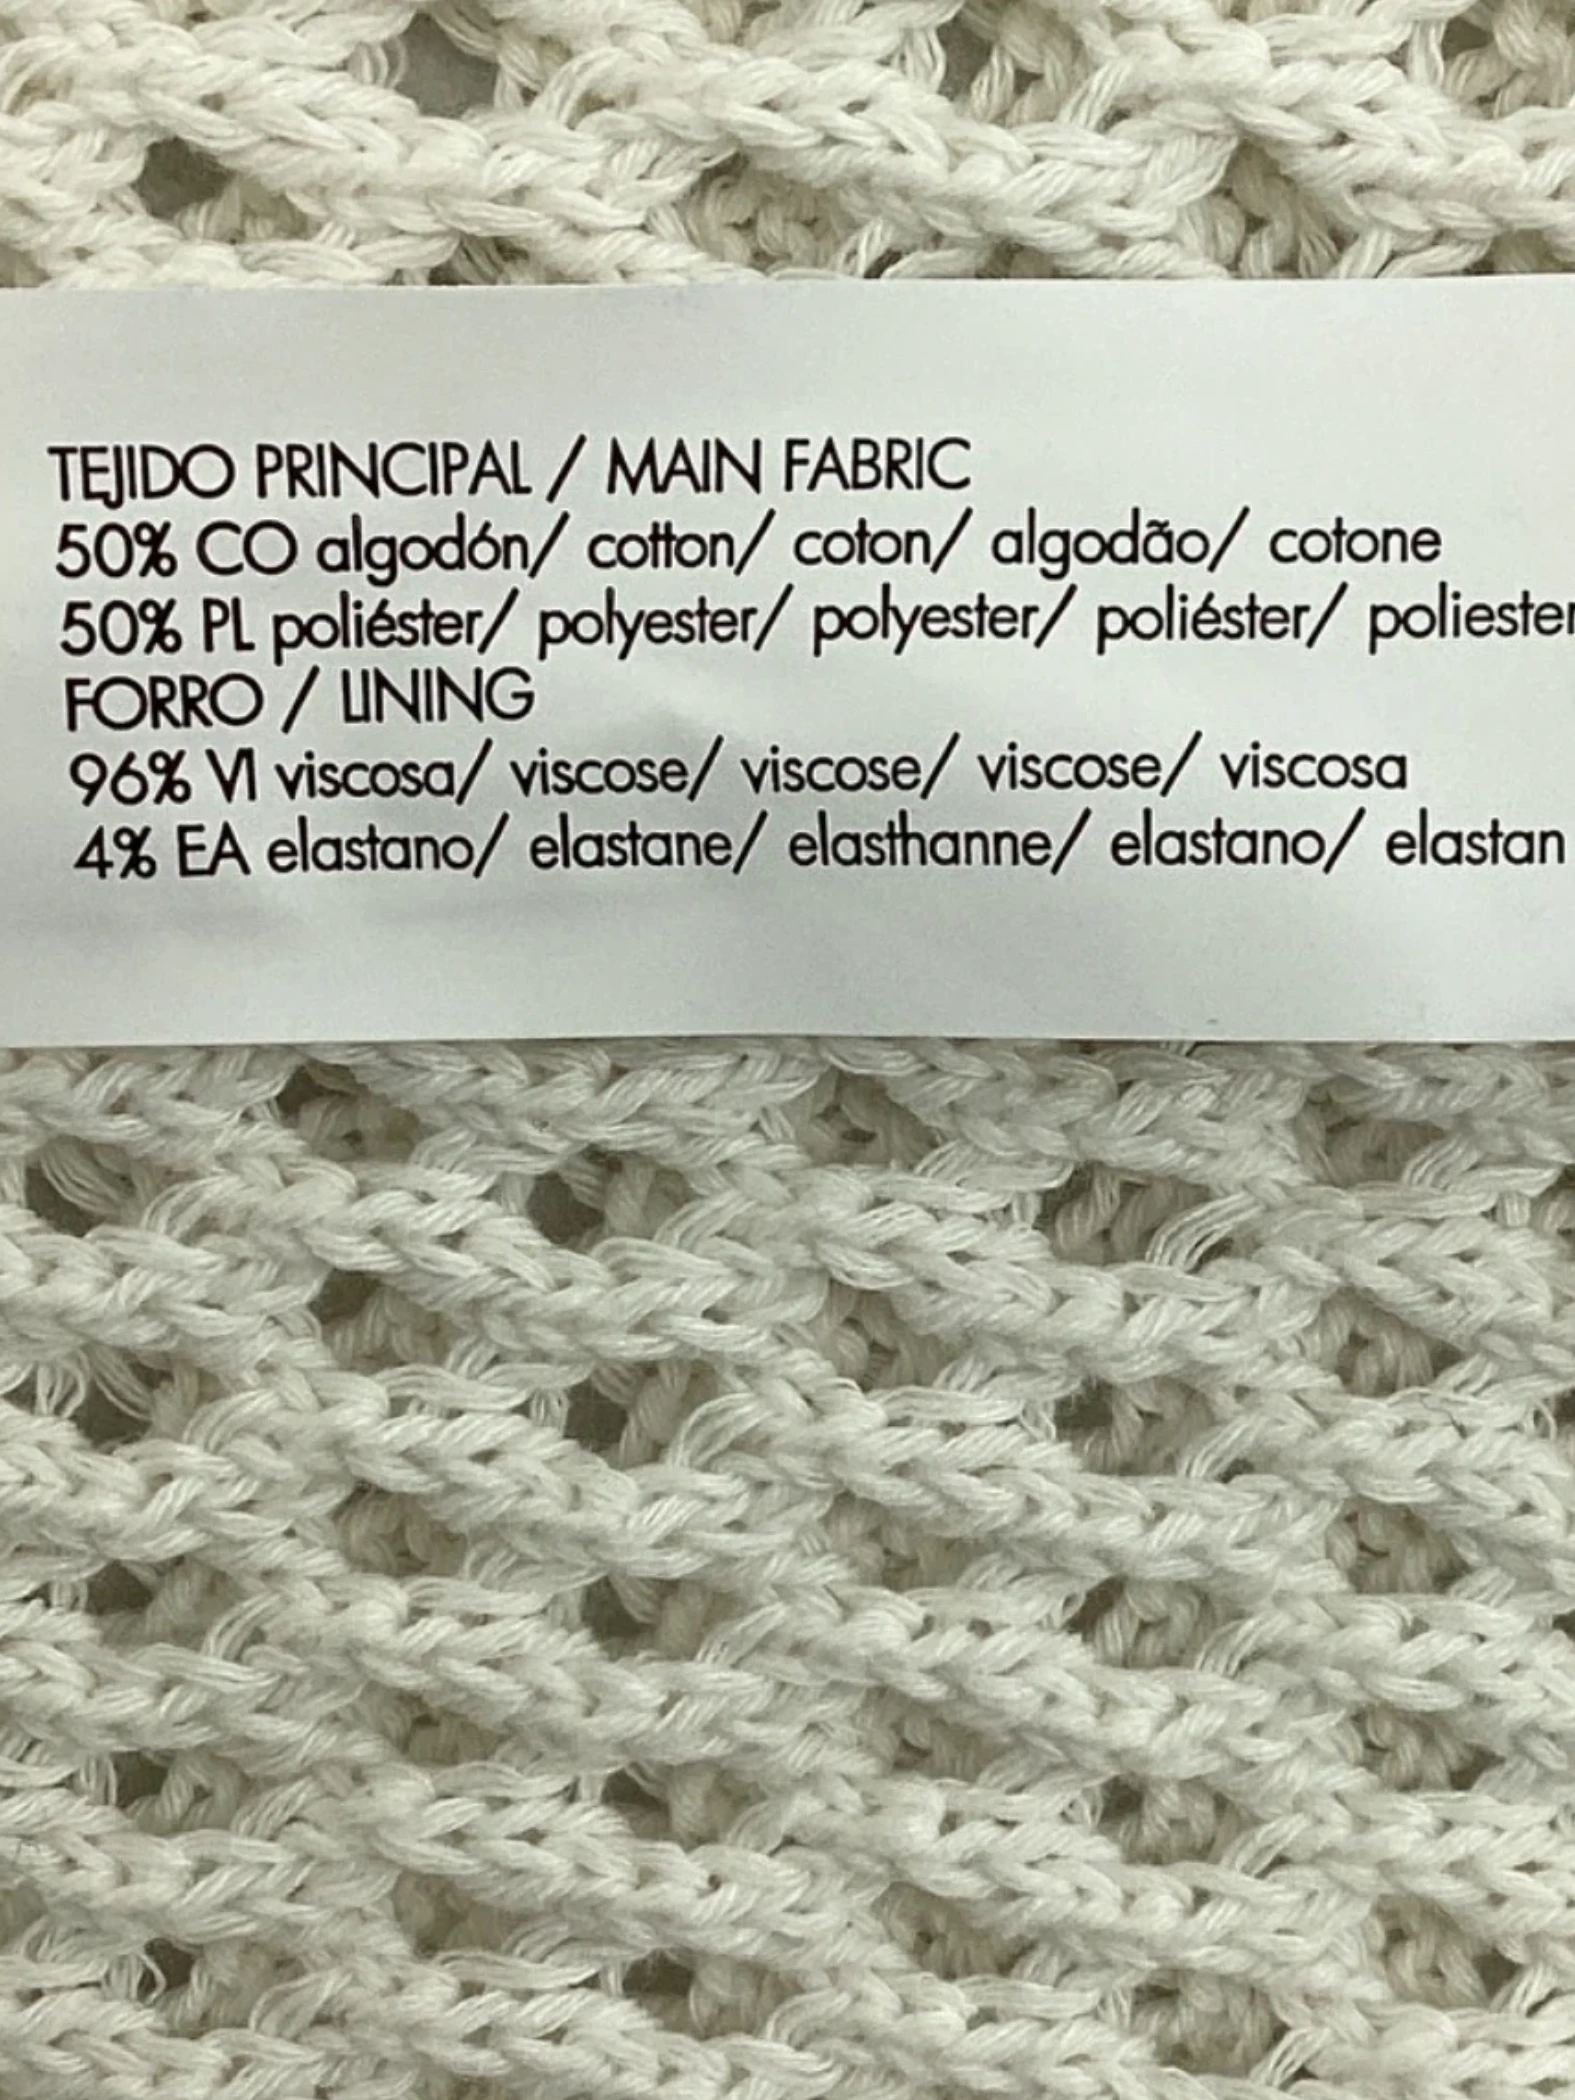 TEJIDO PRINCIPAL / MAIN FABRIC
50% CO algodón/ cotton/ coton/ algodão/ cotone
50% PL poliéster/ polyester/ polyester/ poliéster/ poliester
FORRO / LINING
96% VI viscosa/ viscose/ viscose/ viscose/ viscosa
4% EA elastano/ elastane/ elasthanne/ elastano/ elastan